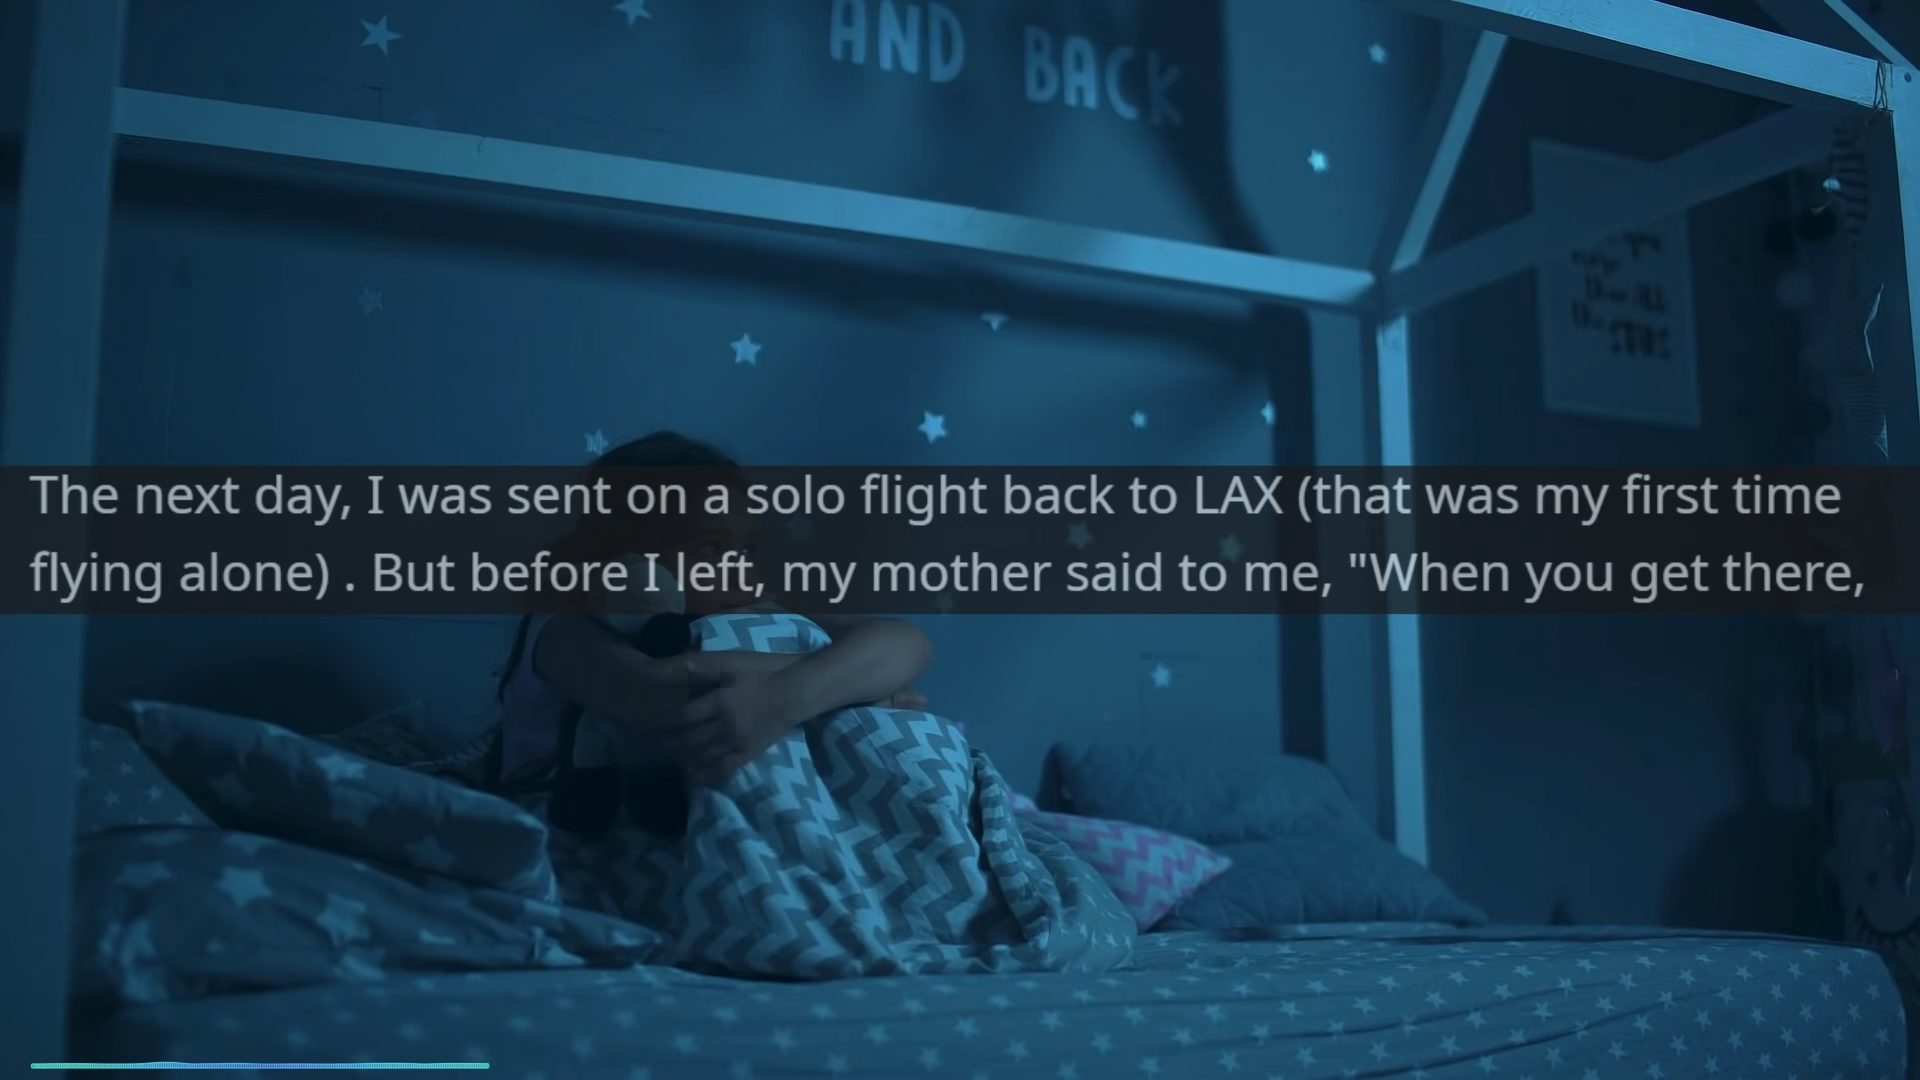 AND BACK
The next day, I was sent on a solo flight back to LAX (that was my first time
flying alone) . But before I left, my mother said to me, "When you get there,